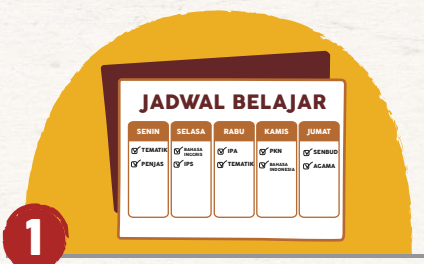 JADWAL BELAJAR
SENIN SELASA RABU KAMIS JUMAT
TEMATIK
PENJAS
BAHASA
INGGRIS
IPS
IPA
TEMATIK
PKN
BAHASA
INDONESIA
SENBUD
AGAMA
1